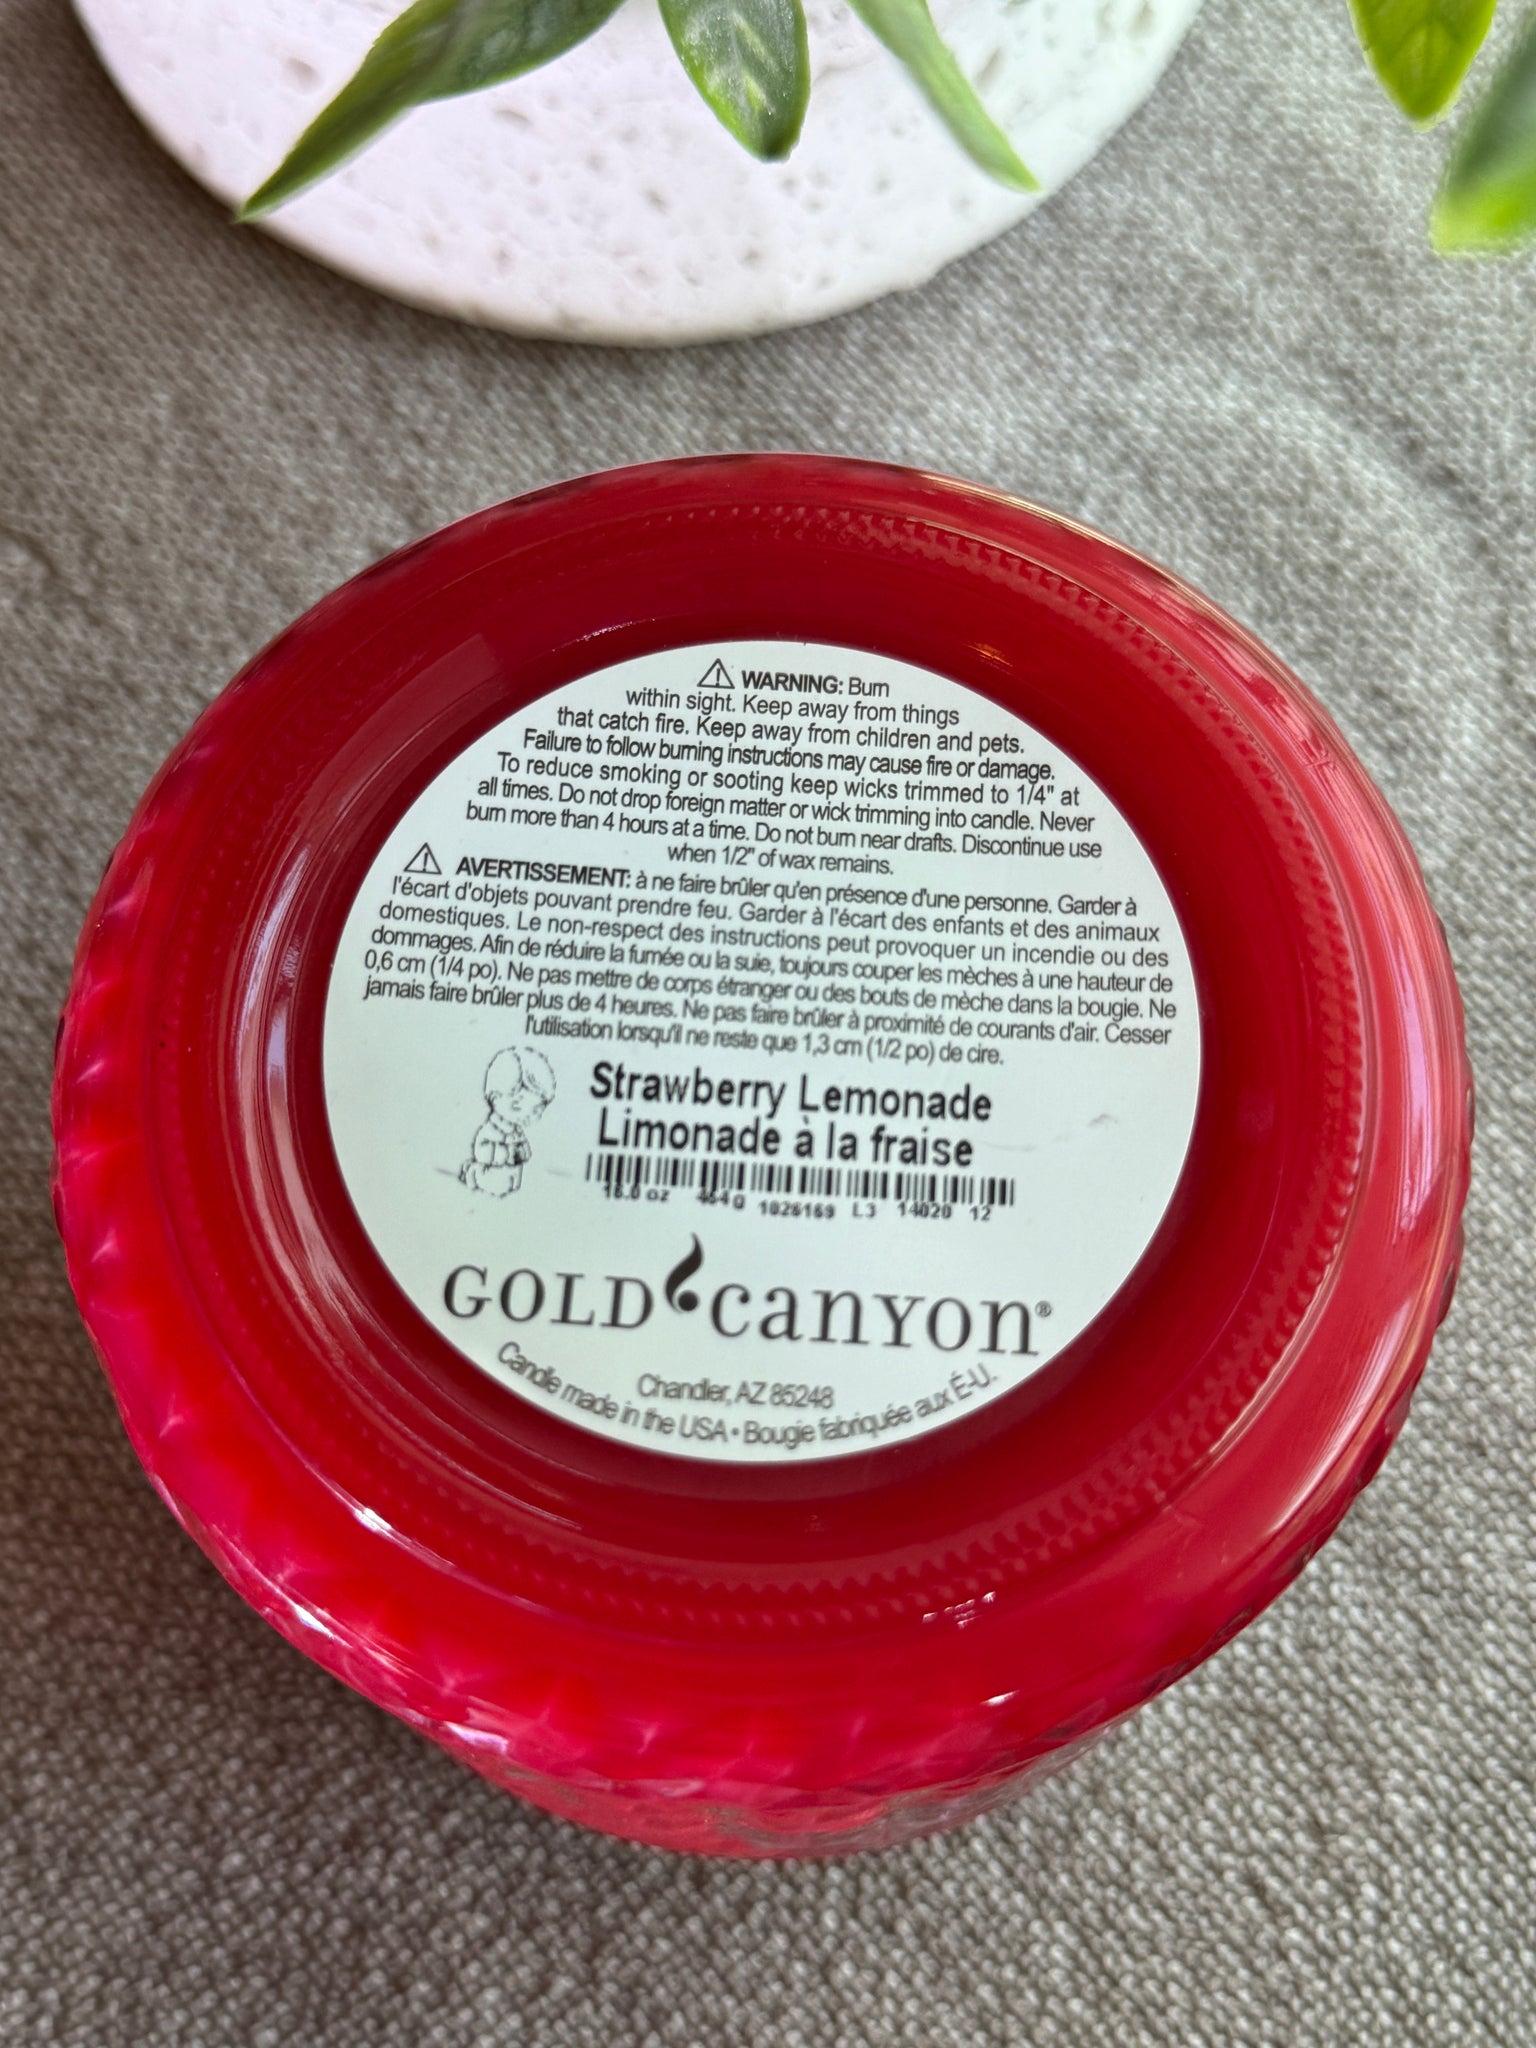 WARNING: Burn
within sight. Keep away from things
that catch fire. Keep away from children and pets.
Failure to follow burning instructions may cause fire or damage.
To reduce smoking or sooting keep wicks trimmed to 1/4" at
all times. Do not drop foreign matter or wick trimming into candle. Never
burn more than 4 hours at a time. Do not burn near drafts. Discontinue use
when 1/2" of wax remains.
AVERTISSEMENT: à ne faire brûler qu'en présence d'une personne. Garder à
l'écart d'objets pouvant prendre feu. Garder à l'écart des enfants et des animaux
domestiques. Le non-respect des instructions peut provoquer un incendie ou des
dommages. Afin de réduire la fumée ou la suie, toujours couper les mèches à une hauteur de
0,6 cm (1/4 po). Ne pas mettre de corps étranger ou des bouts de mèche dans la bougie. Ne
jamais faire brûler plus de 4 heures. Ne pas faire brûler à proximité de courants d'air. Cesser
l'utilisation lorsqu'il ne reste que 1,3 cm (1/2 po) de cire.
Strawberry Lemonade
Limonade à la fraise
16.0 oz 454g 1026169 L3 14020 12
GOLD canyon®
Chandler, AZ 85248
Candle made in the USA • Bougie fabriquée aux É-U.